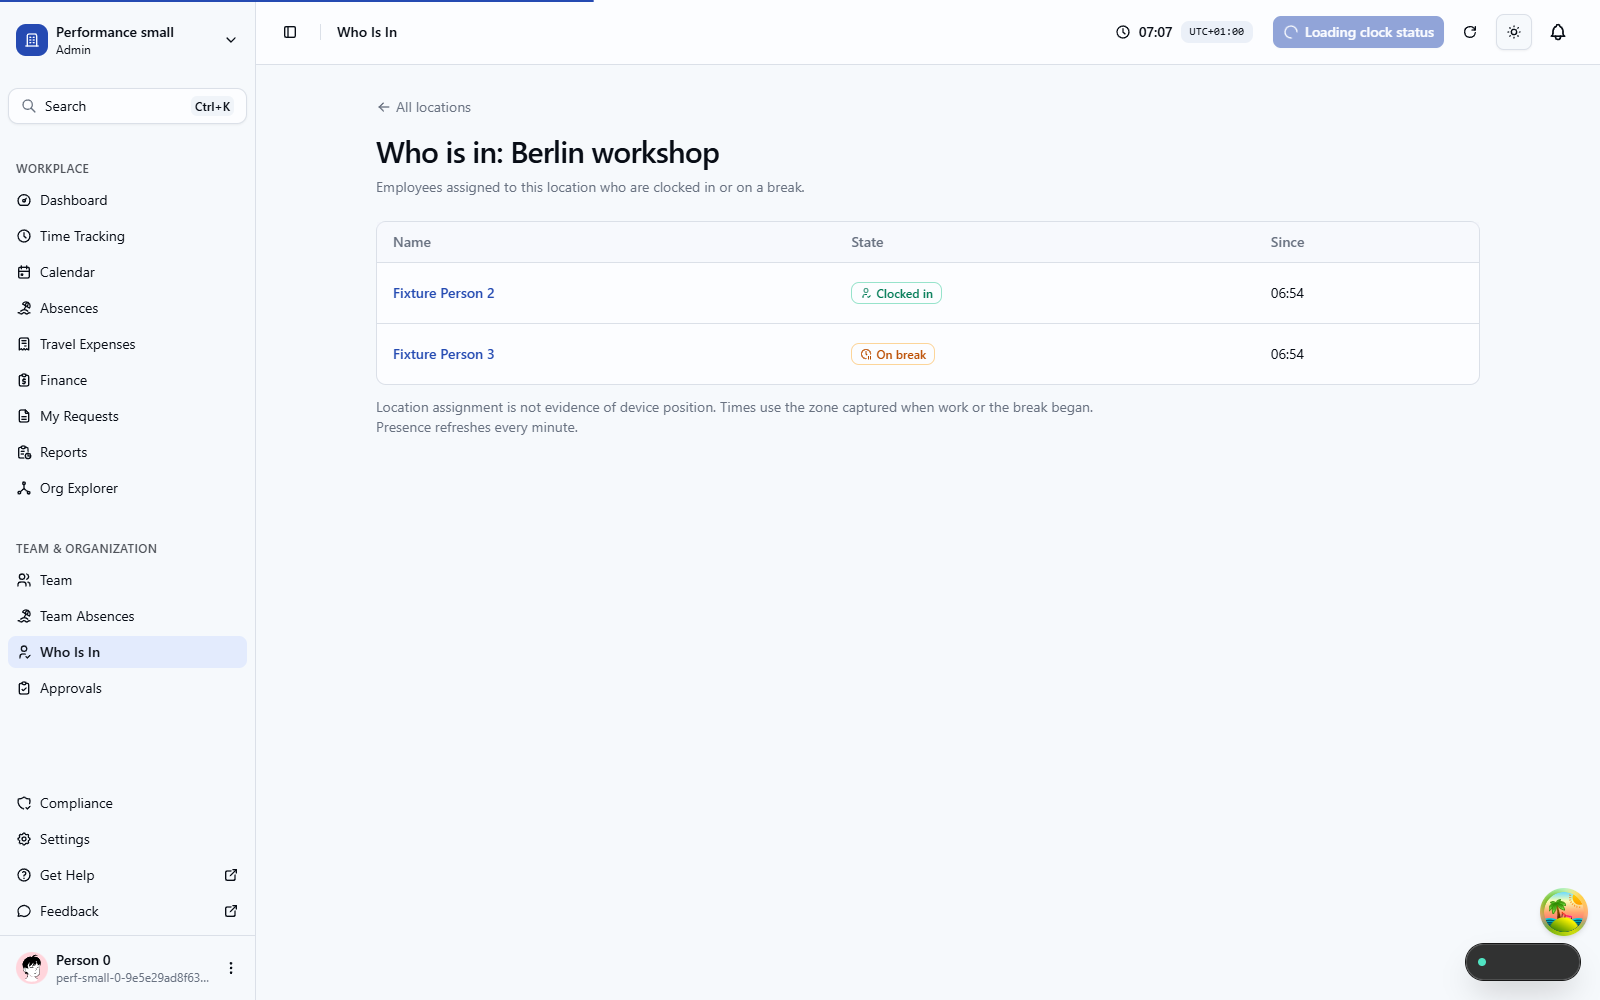 Performance small
Admin
Search
Ctrl+K
WORKPLACE
Dashboard
Time Tracking
Calendar
Absences
Travel Expenses
Finance
My Requests
Reports
Org Explorer
TEAM & ORGANIZATION
Team
Team Absences
Who Is In
Approvals
Compliance
Settings
Get Help
Feedback
Person 0
perf-small-0-9e5e29ad8f63...
Who Is In
07:07 UTC+01:00
Loading clock status
All locations
Who is in: Berlin workshop
Employees assigned to this location who are clocked in or on a break.
Name State Since
Fixture Person 2 Clocked in 06:54
Fixture Person 3 On break 06:54
Location assignment is not evidence of device position. Times use the zone captured when work or the break began.
Presence refreshes every minute.